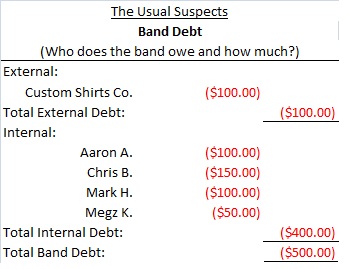 The Usual Suspects
Band Debt
(Who does the band owe and how much?)
External:
Custom Shirts Co. ($100.00)
Total External Debt: ($100.00)
Internal:
Aaron A. ($100.00)
Chris B. ($150.00)
Mark H. ($100.00)
Megz K. ($50.00)
Total Internal Debt: ($400.00)
Total Band Debt: ($500.00)